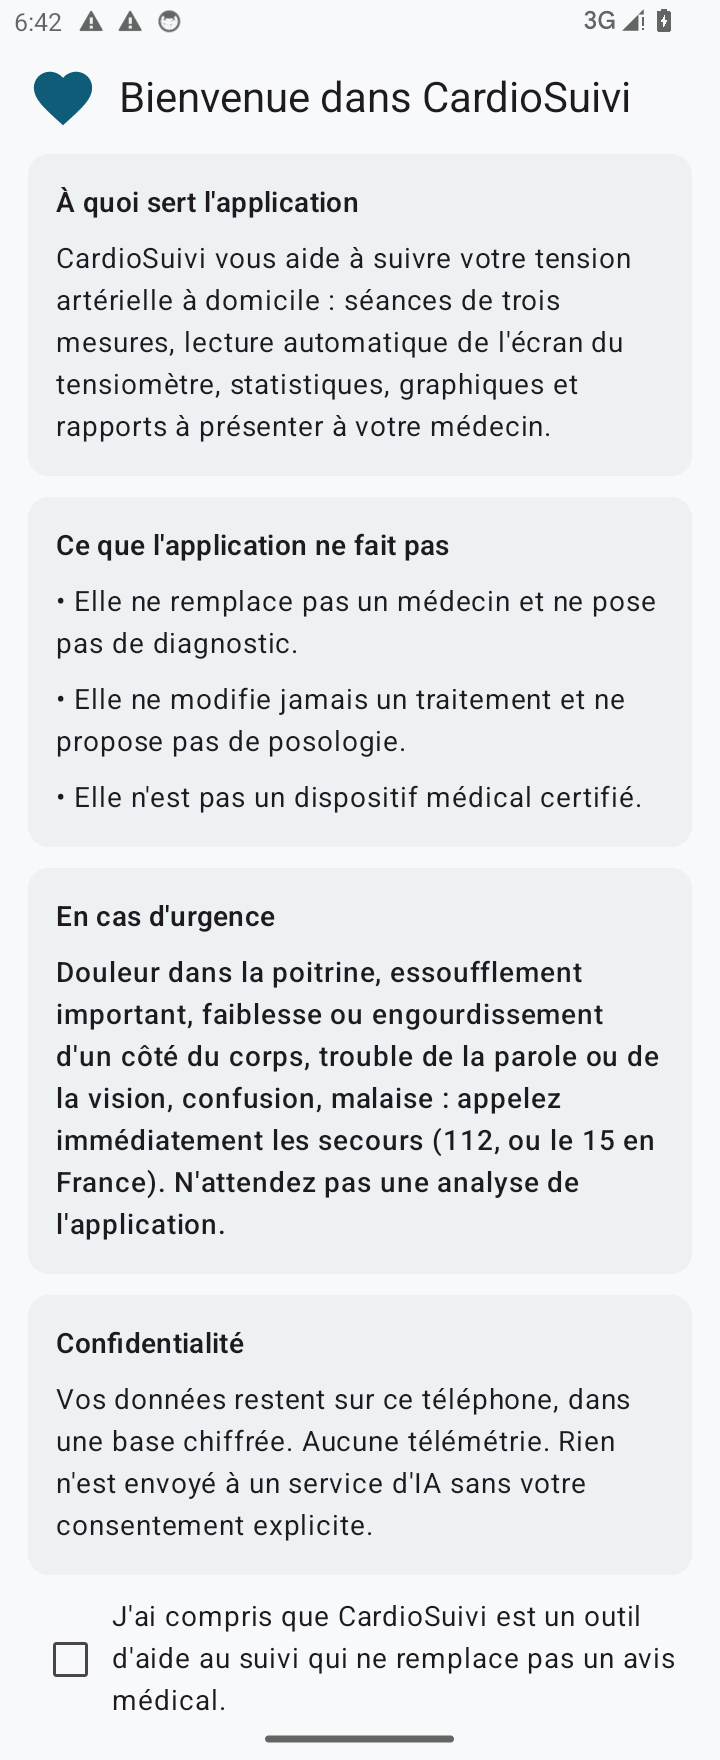 6:42
3G
Bienvenue dans CardioSuivi
À quoi sert l'application
CardioSuivi vous aide à suivre votre tension
artérielle à domicile : séances de trois
mesures, lecture automatique de l'écran du
tensiomètre, statistiques, graphiques et
rapports à présenter à votre médecin.
Ce que l'application ne fait pas
• Elle ne remplace pas un médecin et ne pose
pas de diagnostic.
• Elle ne modifie jamais un traitement et ne
propose pas de posologie.
• Elle n'est pas un dispositif médical certifié.
En cas d'urgence
Douleur dans la poitrine, essoufflement
important, faiblesse ou engourdissement
d'un côté du corps, trouble de la parole ou de
la vision, confusion, malaise : appelez
immédiatement les secours (112, ou le 15 en
France). N'attendez pas une analyse de
l'application.
Confidentialité
Vos données restent sur ce téléphone, dans
une base chiffrée. Aucune télémétrie. Rien
n'est envoyé à un service d'IA sans votre
consentement explicite.
J'ai compris que CardioSuivi est un outil
d'aide au suivi qui ne remplace pas un avis
médical.